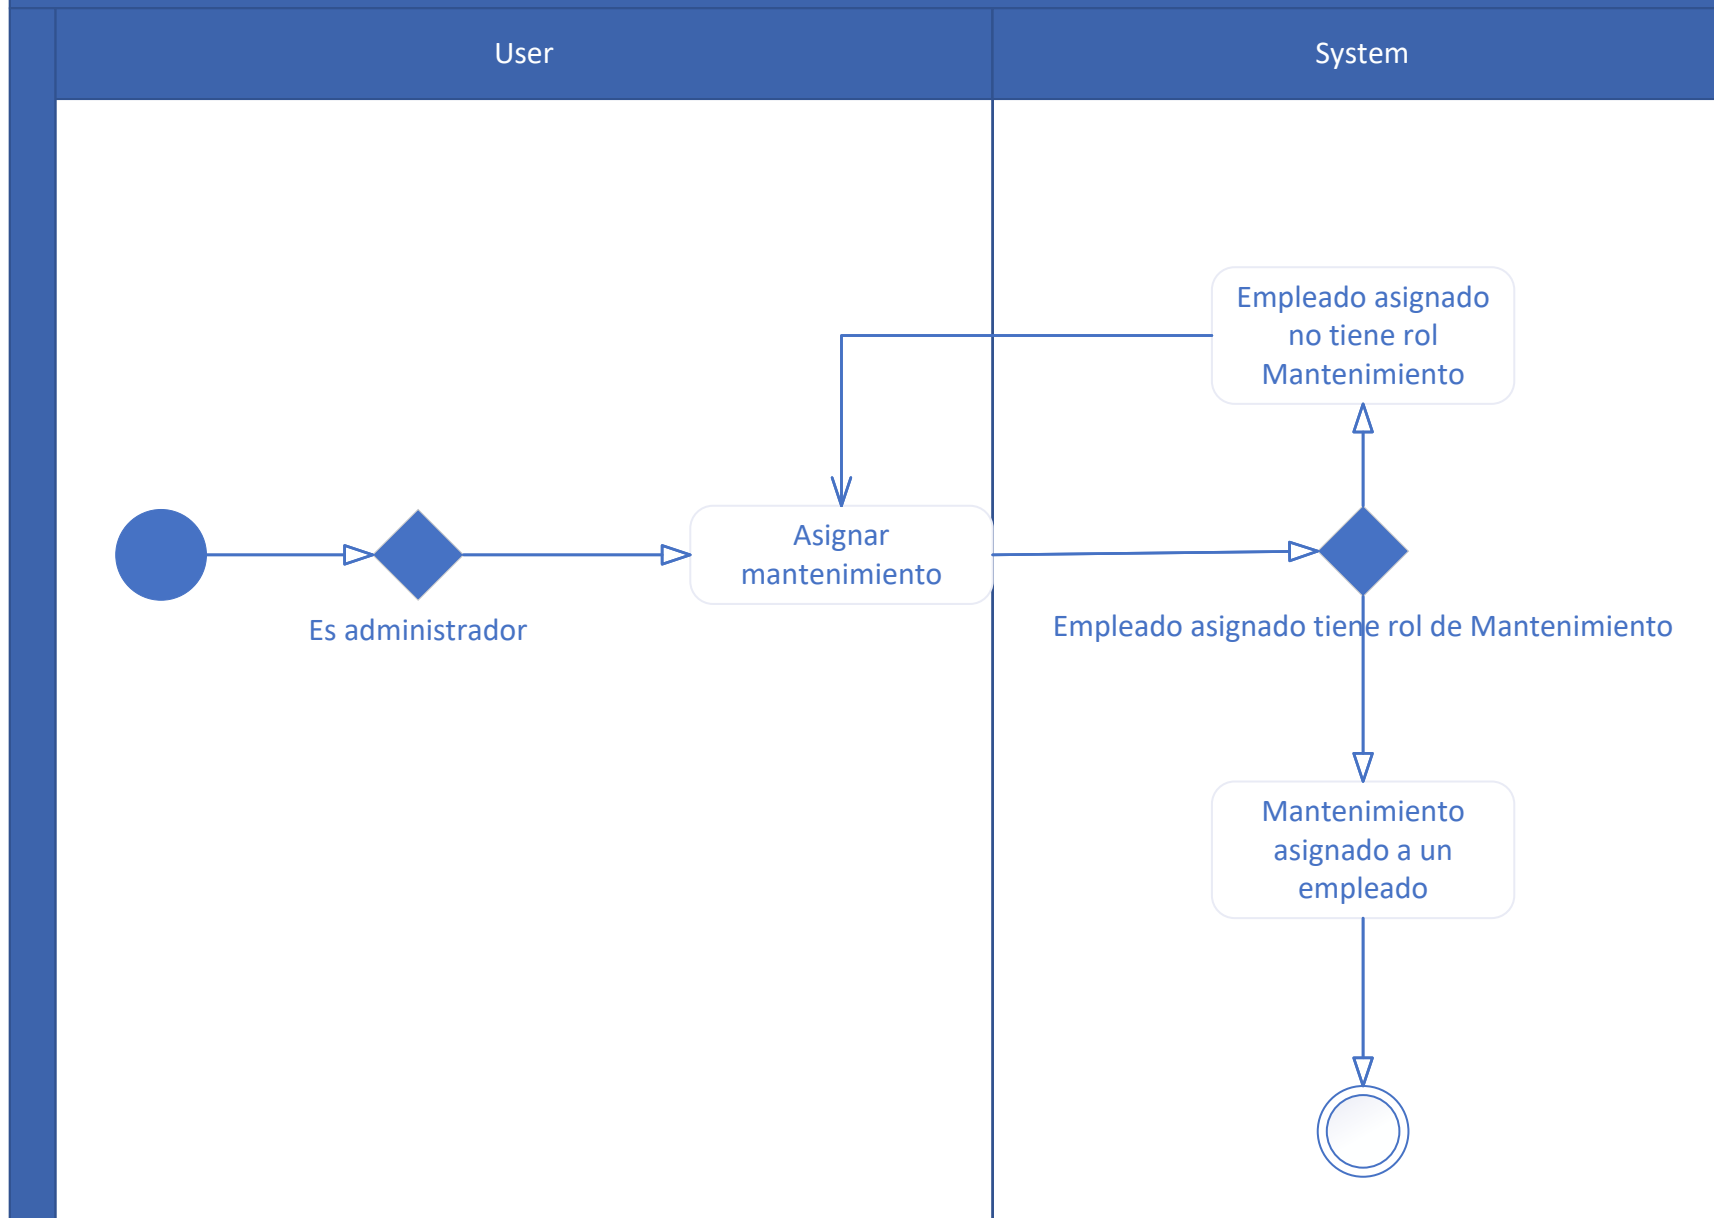 User
System
Empleado asignado
no tiene rol
Mantenimiento
Asignar
mantenimiento
Es administrador
Empleado asignado tiene rol de Mantenimiento
Mantenimiento
asignado a un
empleado